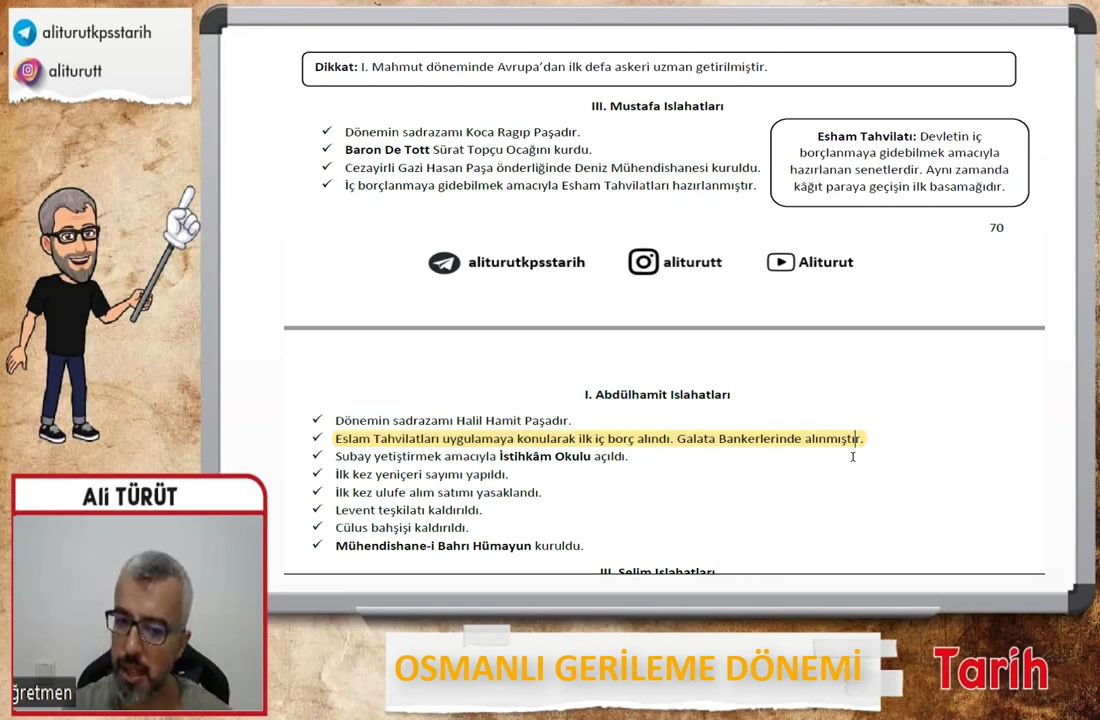 aliturutkpsstarih
aliturutt
Dikkat: I. Mahmut döneminde Avrupa'dan ilk defa askeri uzman getirilmiştir.
III. Mustafa Islahatları
✓ Dönemin sadrazamı Koca Ragıp Paşadır.
✓ Baron De Tott Sürat Topçu Ocağını kurdu.
✓ Cezayirli Gazi Hasan Paşa önderliğinde Deniz Mühendishanesi kuruldu.
✓ İç borçlanmaya gidebilmek amacıyla Esham Tahvilatları hazırlanmıştır.
Esham Tahvilatı: Devletin iç
borçlanmaya gidebilmek amacıyla
hazırlanan senetlerdir. Aynı zamanda
kâğıt paraya geçişin ilk basamağıdır.
70
aliturutkpsstarih aliturutt Aliturut
I. Abdülhamit Islahatları
✓ Dönemin sadrazamı Halil Hamit Paşadır.
✓ Eslam Tahvilatları uygulamaya konularak ilk iç borç alındı. Galata Bankerlerinde alınmıştır.
✓ Subay yetiştirmek amacıyla İstihkâm Okulu açıldı.
✓ İlk kez yeniçeri sayımı yapıldı.
✓ İlk kez ulufe alım satımı yasaklandı.
✓ Levent teşkilatı kaldırıldı.
✓ Cülus bahşişi kaldırıldı.
✓ Mühendishane-i Bahrı Hümayun kuruldu.
III. Selim Islahatları
Ali TÜRÜT
ğretmen
OSMANLI GERİLEME DÖNEMİ
Tarih